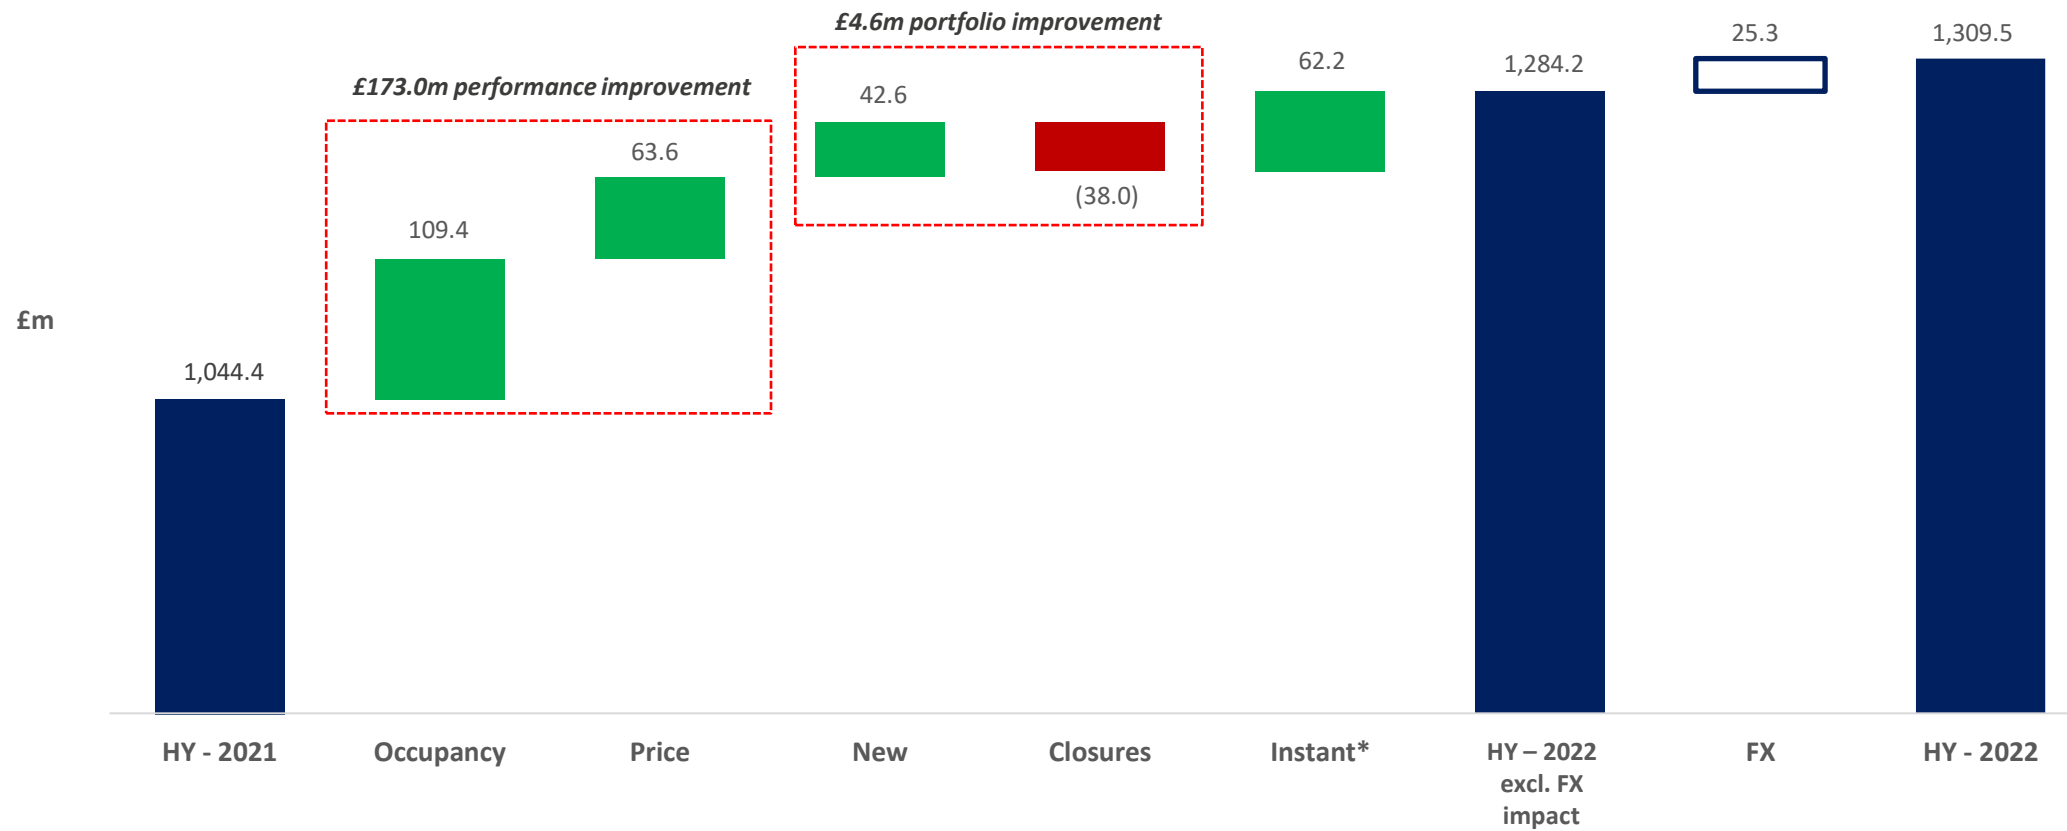 £4.6m portfolio improvement
£173.0m performance improvement
£m
1,044.4
109.4
63.6
42.6
(38.0)
62.2
1,284.2
25.3
1,309.5
HY - 2021
Occupancy
Price
New
Closures
Instant*
HY – 2022
excl. FX
impact
FX
HY - 2022